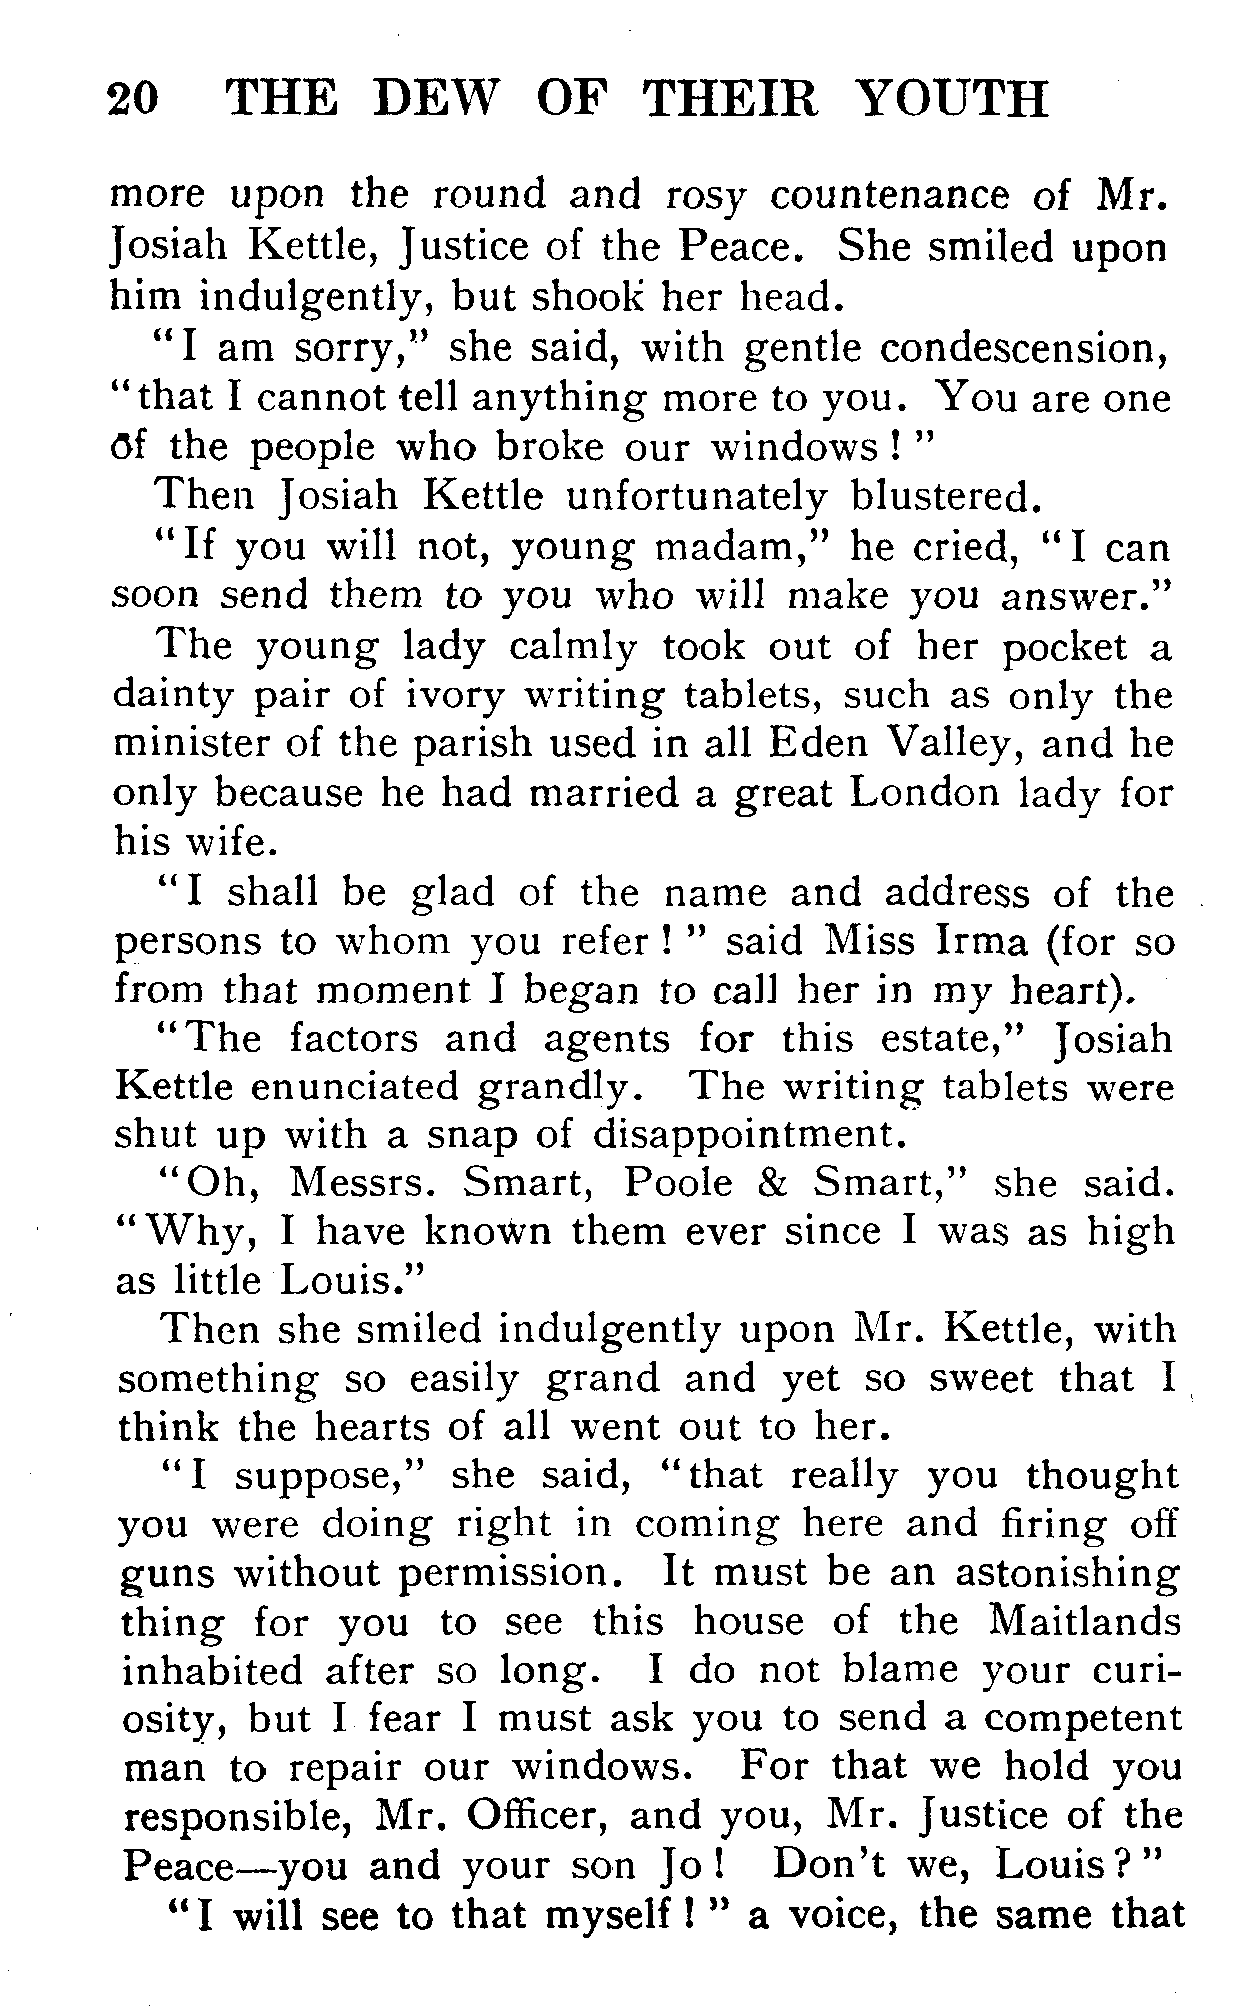 20 THE DEW OF THEIR YOUTH
more upon the round and rosy countenance of Mr.
Josiah Kettle, Justice of the Peace. She smiled upon
him indulgently, but shook her head.
"I am sorry," she said, with gentle condescension,
"that I cannot tell anything more to you. You are one
of the people who broke our windows!"
Then Josiah Kettle unfortunately blustered.
"If you will not, young madam," he cried, "I can
soon send them to you who will make you answer."
The young lady calmly took out of her pocket a
dainty pair of ivory writing tablets, such as only the
minister of the parish used in all Eden Valley, and he
only because he had married a great London lady for
his wife.
"I shall be glad of the name and address of the
persons to whom you refer!" said Miss Irma (for so
from that moment I began to call her in my heart).
"The factors and agents for this estate," Josiah
Kettle enunciated grandly. The writing tablets were
shut up with a snap of disappointment.
"Oh, Messrs. Smart, Poole & Smart," she said.
"Why, I have known them ever since I was as high
as little Louis."
Then she smiled indulgently upon Mr. Kettle, with
something so easily grand and yet so sweet that I
think the hearts of all went out to her.
"I suppose," she said, "that really you thought
you were doing right in coming here and firing off
guns without permission. It must be an astonishing
thing for you to see this house of the Maitlands
inhabited after so long. I do not blame your curi-
osity, but I fear I must ask you to send a competent
man to repair our windows. For that we hold you
responsible, Mr. Officer, and you, Mr. Justice of the
Peace—you and your son Jo! Don't we, Louis?"
"I will see to that myself!" a voice, the same that